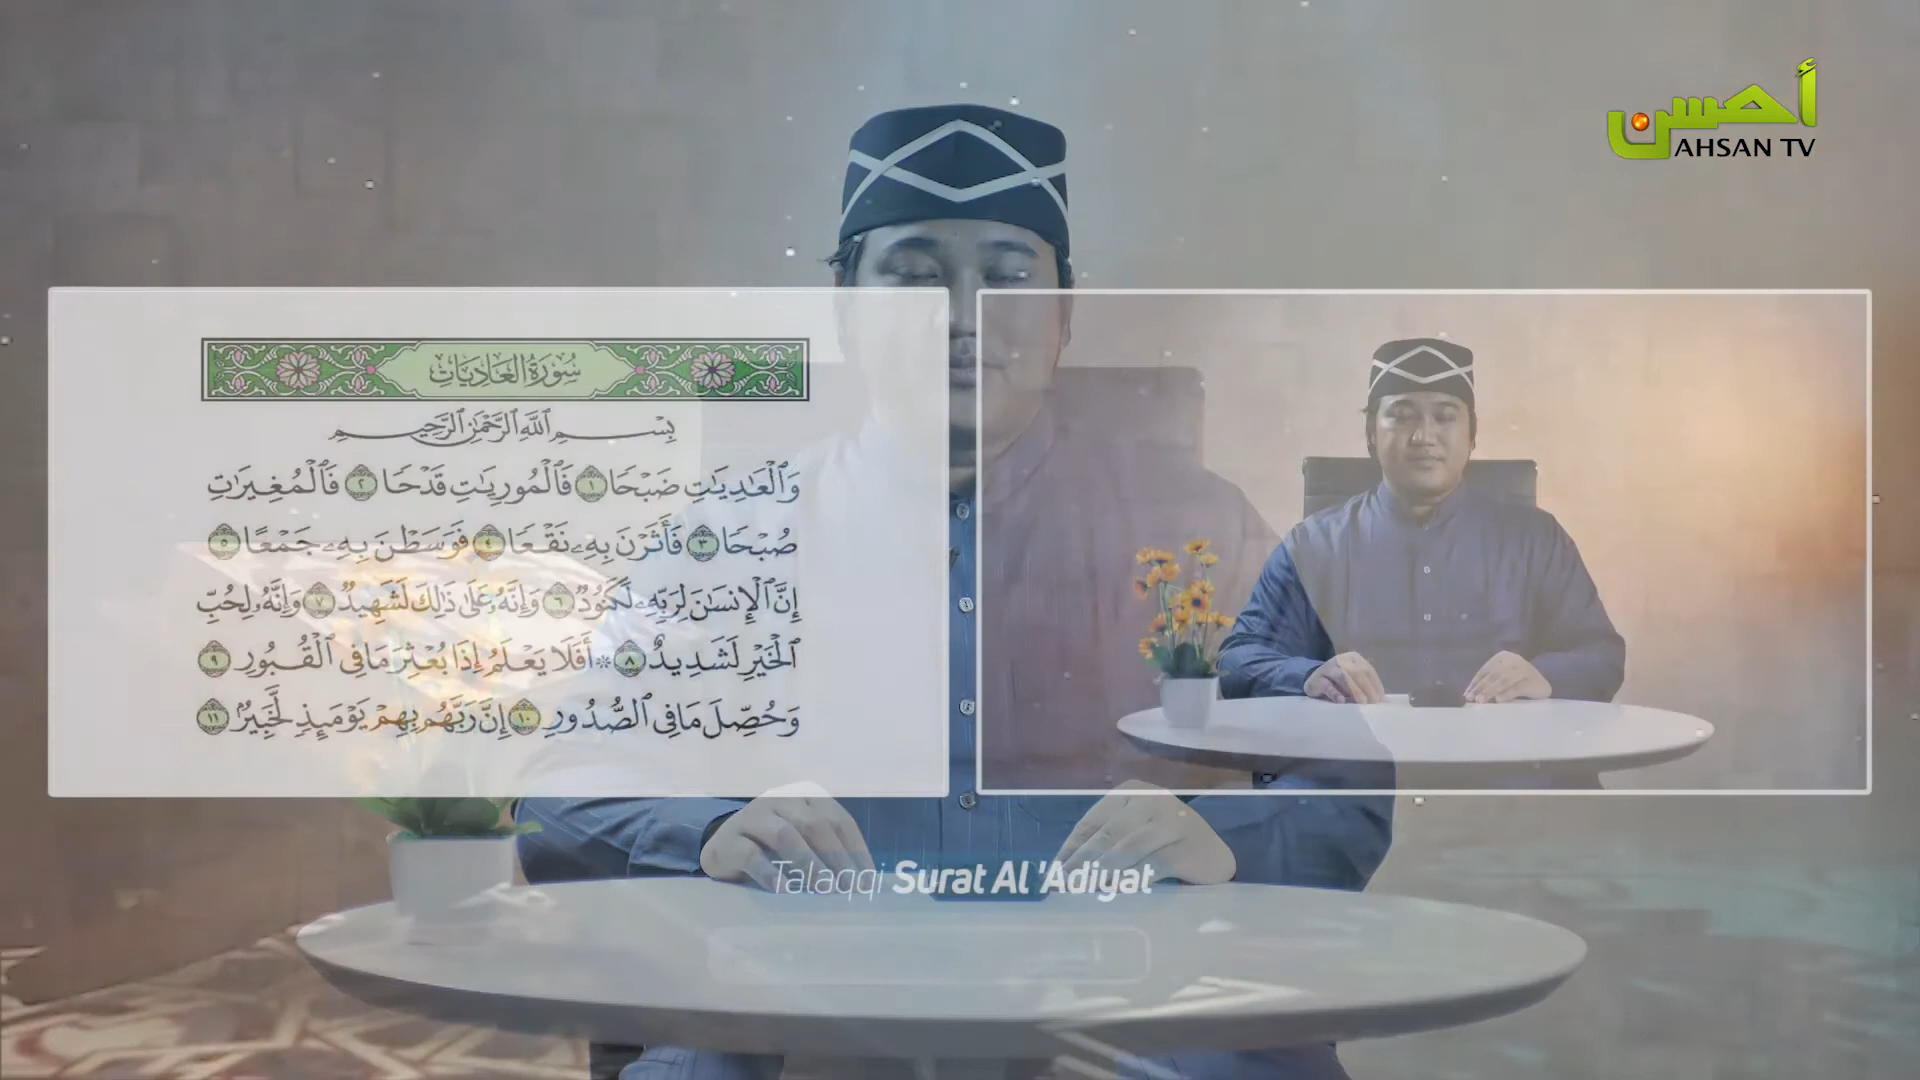 أحسن
AHSAN TV
سُورَةُ العَادِيَاتِ
بِسْمِ ٱللَّهِ ٱلرَّحْمَٰنِ ٱلرَّحِيمِ
وَٱلْعَٰدِيَٰتِ ضَبْحًا ١ فَٱلْمُورِيَٰتِ قَدْحًا ٢ فَٱلْمُغِيرَٰتِ
صُبْحًا ٣ فَأَثَرْنَ بِهِۦ نَقْعًا ٤ فَوَسَطْنَ بِهِۦ جَمْعًا ٥
إِنَّ ٱلْإِنسَٰنَ لِرَبِّهِۦ لَكَنُودٌ ٦ وَإِنَّهُۥ عَلَىٰ ذَٰلِكَ لَشَهِيدٌ ٧ وَإِنَّهُۥ لِحُبِّ
ٱلْخَيْرِ لَشَدِيدٌ ٨ ۞ أَفَلَا يَعْلَمُ إِذَا بُعْثِرَ مَا فِى ٱلْقُبُورِ ٩
وَحُصِّلَ مَا فِى ٱلصُّدُورِ ١٠ إِنَّ رَبَّهُم بِهِمْ يَوْمَئِذٍ لَّخَبِيرٌۢ ١١
Talaqqi Surat Al 'Adiyat